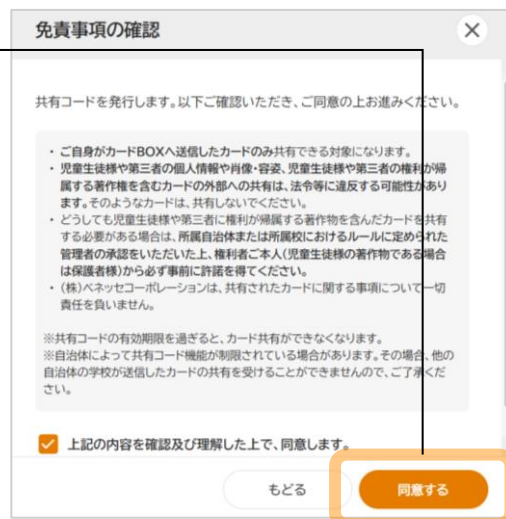 免責事項の確認
共有コードを発行します。以下ご確認いただき、ご同意の上お進みください。
・ご自身がカードBOXへ送信したカードのみ共有できる対象になります。
・児童生徒様や第三者の個人情報や肖像・容姿、児童生徒様や第三者の権利が帰
属する著作権を含むカードの外部への共有は、法令等に違反する可能性があり
ます。そのようなカードは、共有しないでください。
・どうしても児童生徒様や第三者に権利が帰属する著作物を含んだカードを共有
する必要がある場合は、所属自治体または所属校におけるルールに定められた
管理者の承認をいただいた上、権利者ご本人(児童生徒様の著作物である場合
は保護者様)から必ず事前に許諾を得てください。
・(株)ベネッセコーポレーションは、共有されたカードに関する事項について一切
責任を負いません。
※共有コードの有効期限を過ぎると、カード共有ができなくなります。
※自治体によって共有コード機能が制限されている場合があります。その場合、他の
自治体の学校が送信したカードの共有を受けることができませんので、ご了承くだ
さい。
上記の内容を確認及び理解した上で、同意します。
もどる
同意する